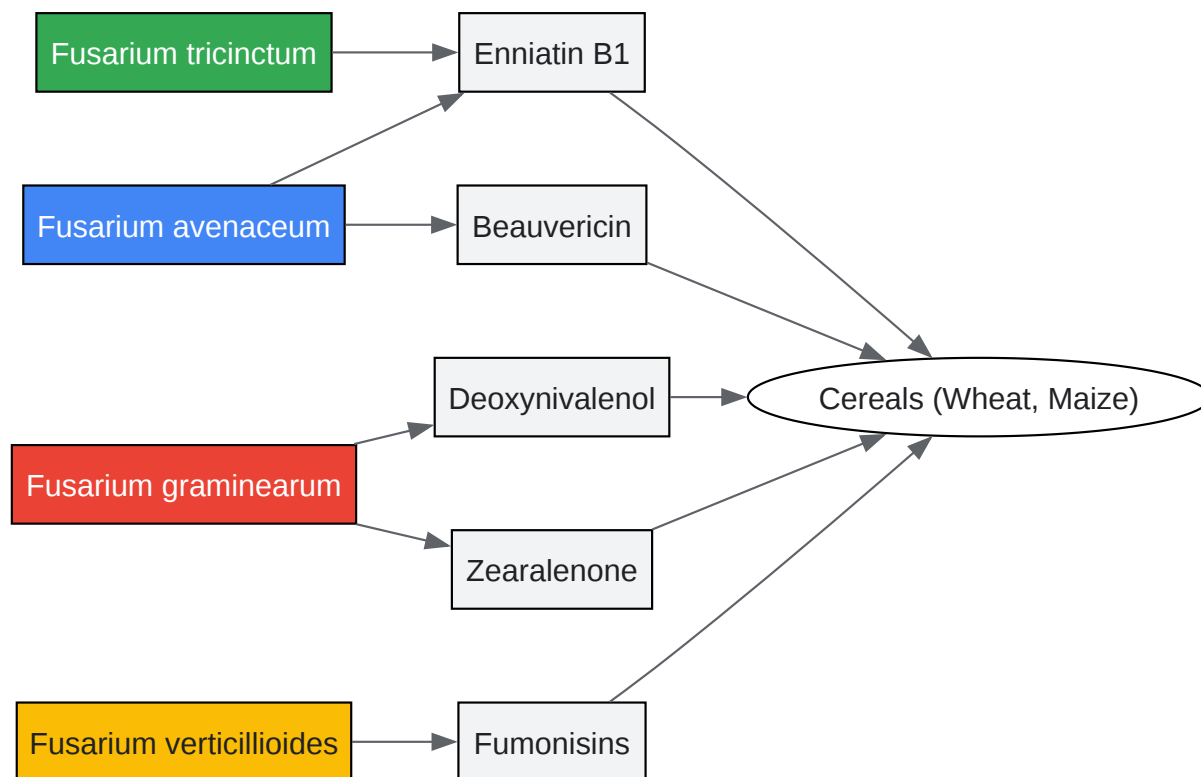 Fusarium tricinctum
Enniatin B1
Fusarium avenaceum
Beauvericin
Deoxynivalenol
Cereals (Wheat, Maize)
Fusarium graminearum
Zearalenone
Fusarium verticillioides
Fumonisins